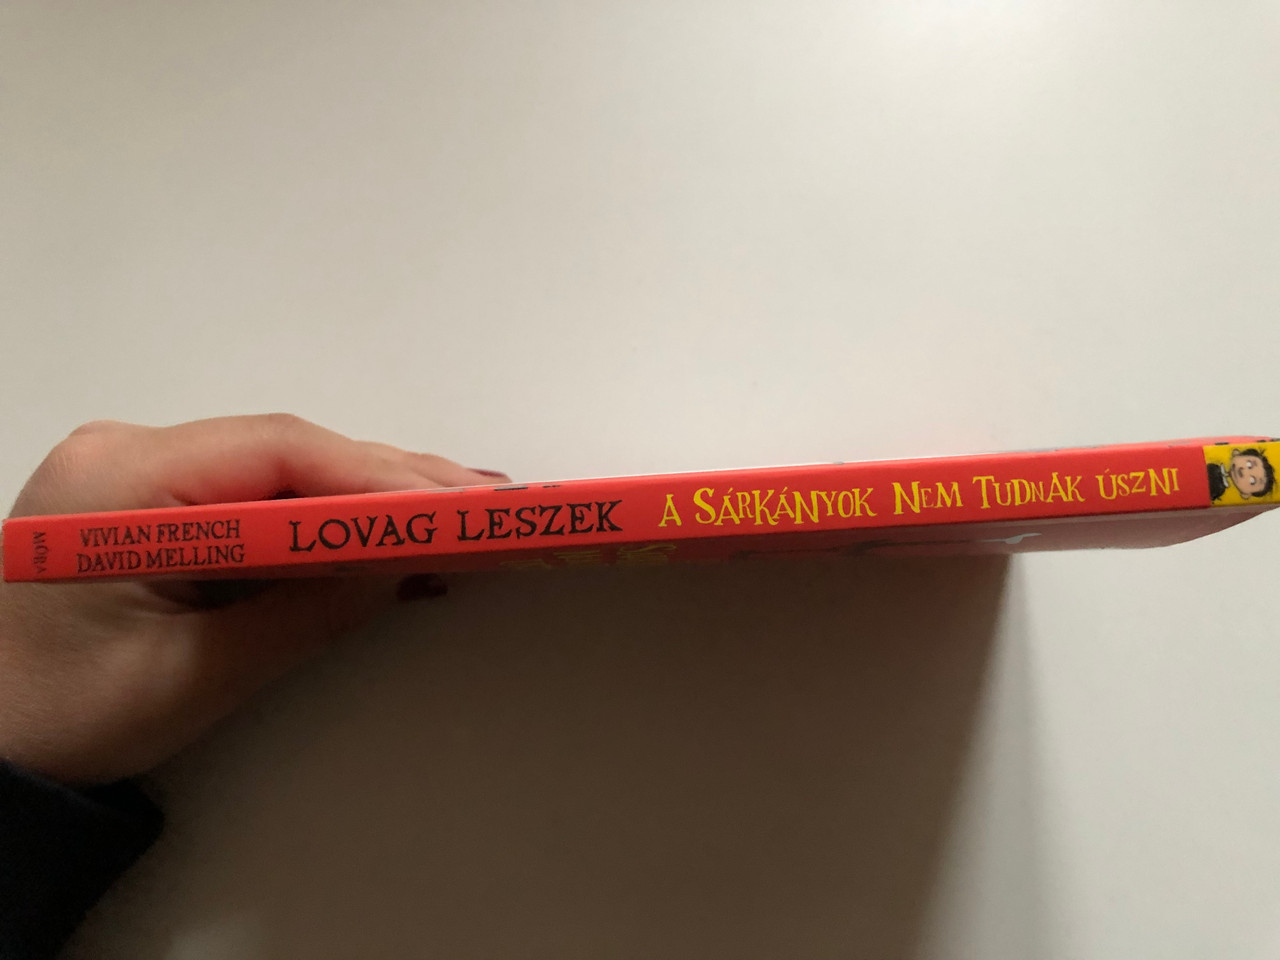 MÓRA
VIVIAN FRENCH
DAVID MELLING
LOVAG LESZEK
A SÁRKÁNYOK NEM TUDNAK ÚSZNI